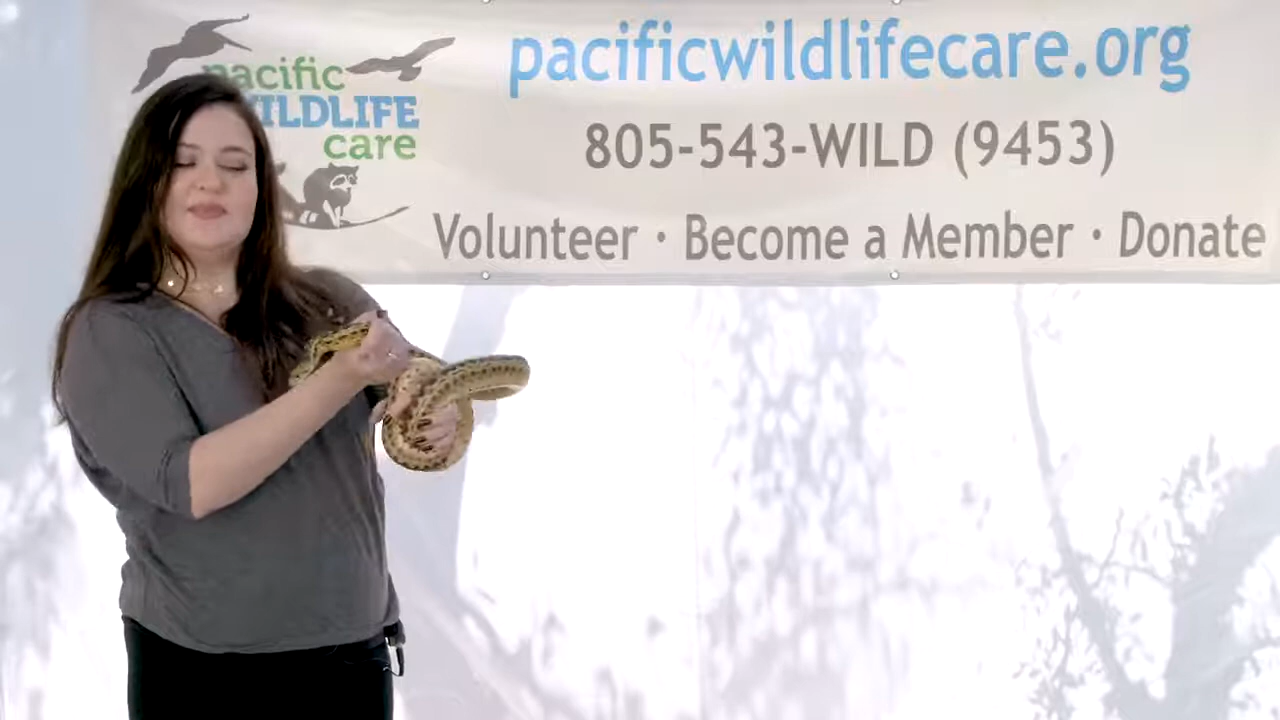 pacific
WILDLIFE
care
pacificwildlifecare.org
805-543-WILD (9453)
Volunteer · Become a Member · Donate